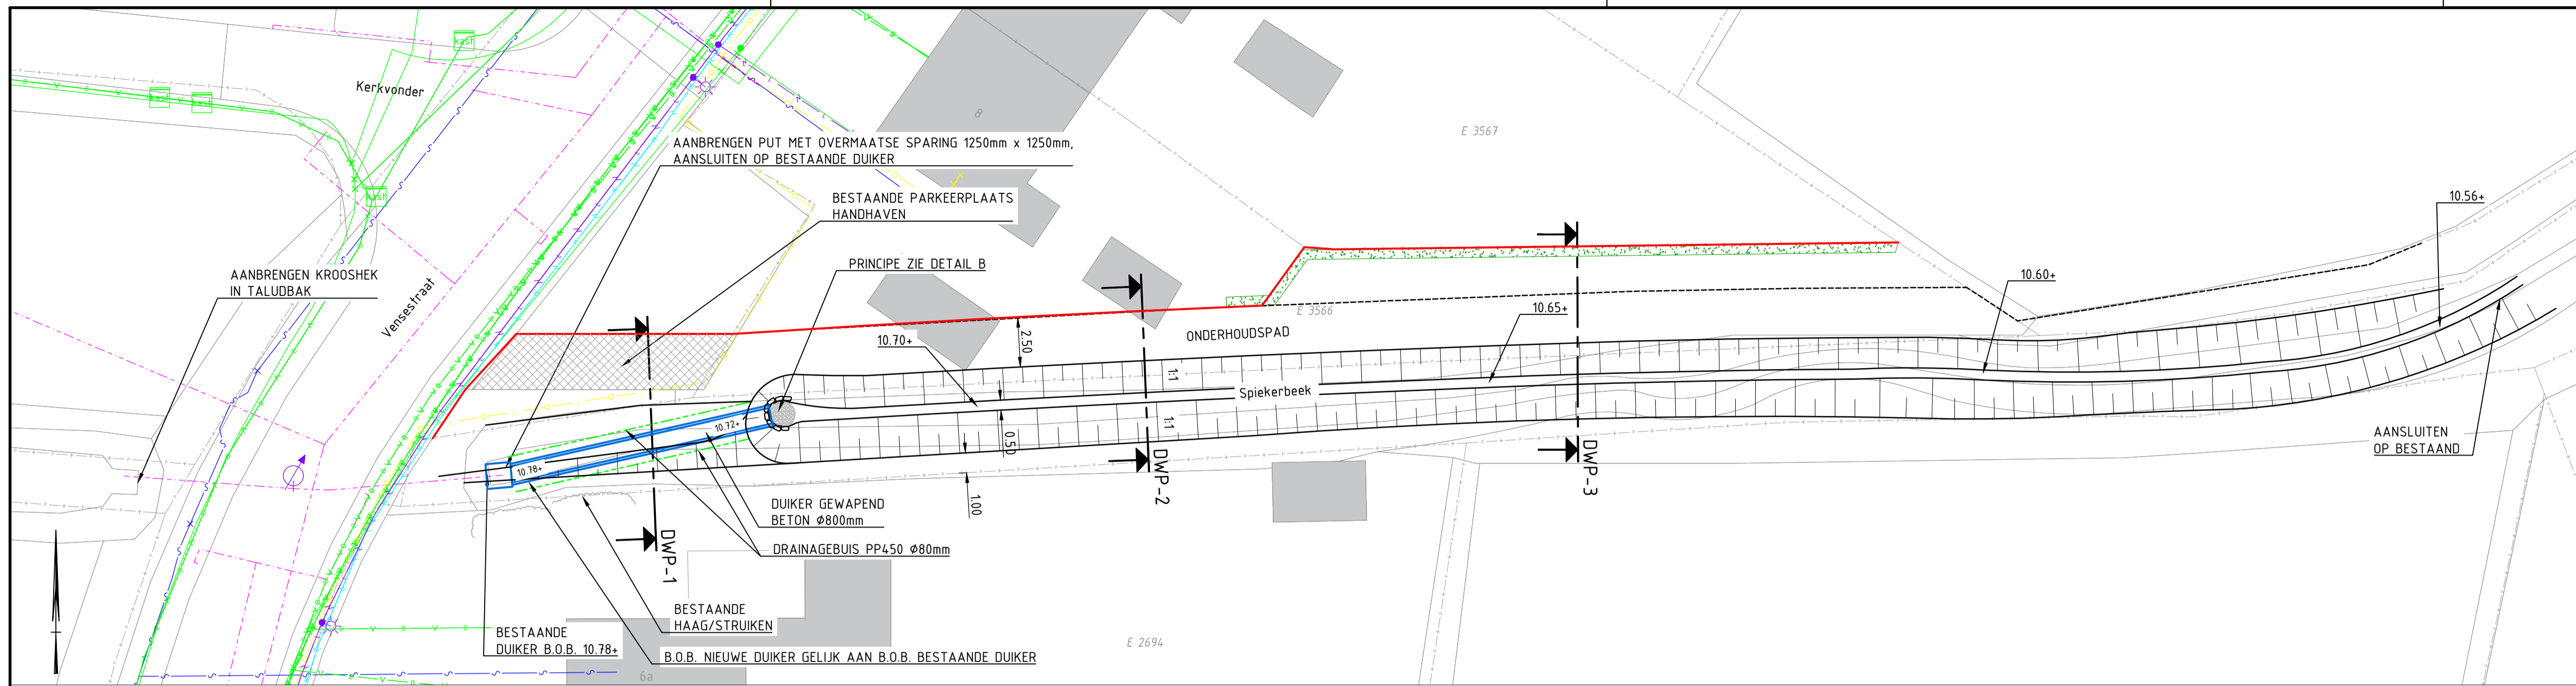 kast
Kerkvonder
kast
kast
kast
8
AANBRENGEN PUT MET OVERMAATSE SPARING 1250mm x 1250mm,
AANSLUITEN OP BESTAANDE DUIKER
E 3567
BESTAANDE PARKEERPLAATS
HANDHAVEN
10.56+
AANBRENGEN KROOSHEK
IN TALUDBAK
PRINCIPE ZIE DETAIL B
10.60+
Vensestraat
E 3566
10.65+
ONDERHOUDSPAD
2.50
10.70+
1:1
Spiekerbeek
1:1
0.50
10.72+
10.78+
AANSLUITEN
OP BESTAAND
DWP-3
DWP-2
1.00
DUIKER GEWAPEND
BETON Ø800mm
DRAINAGEBUIS PP450 Ø80mm
DWP-1
BESTAANDE
HAAG/STRUIKEN
BESTAANDE
DUIKER B.O.B. 10.78+
B.O.B. NIEUWE DUIKER GELIJK AAN B.O.B. BESTAANDE DUIKER
E 2694
6a